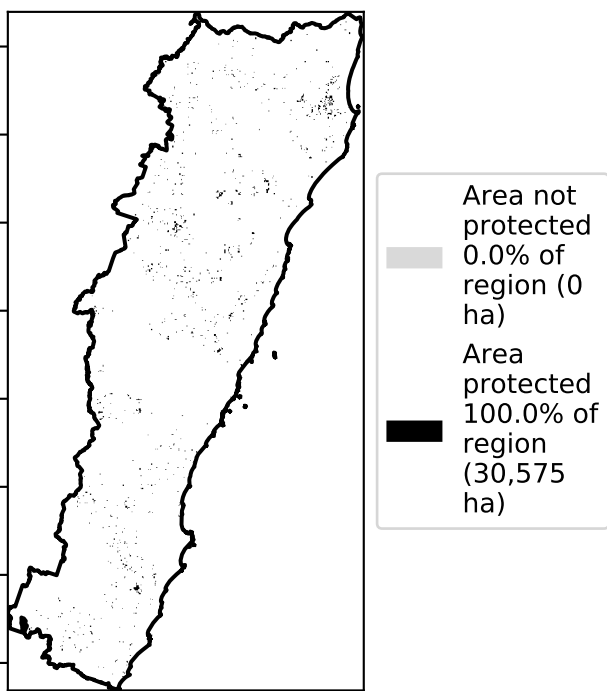 Area not
protected
0.0% of
region (0
ha)
Area
protected
100.0% of
region
(30,575
ha)